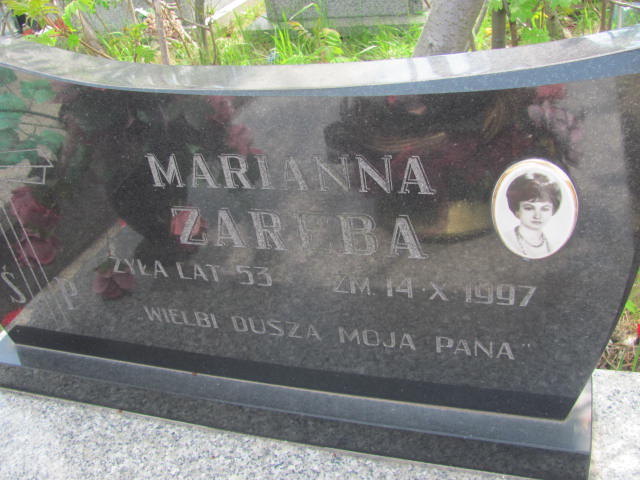 MARIANNA
ZARĘBA
Ś P
ŻYŁA LAT 53 ZM. 14·X 1997
„WIELBI DUSZA MOJA PANA"